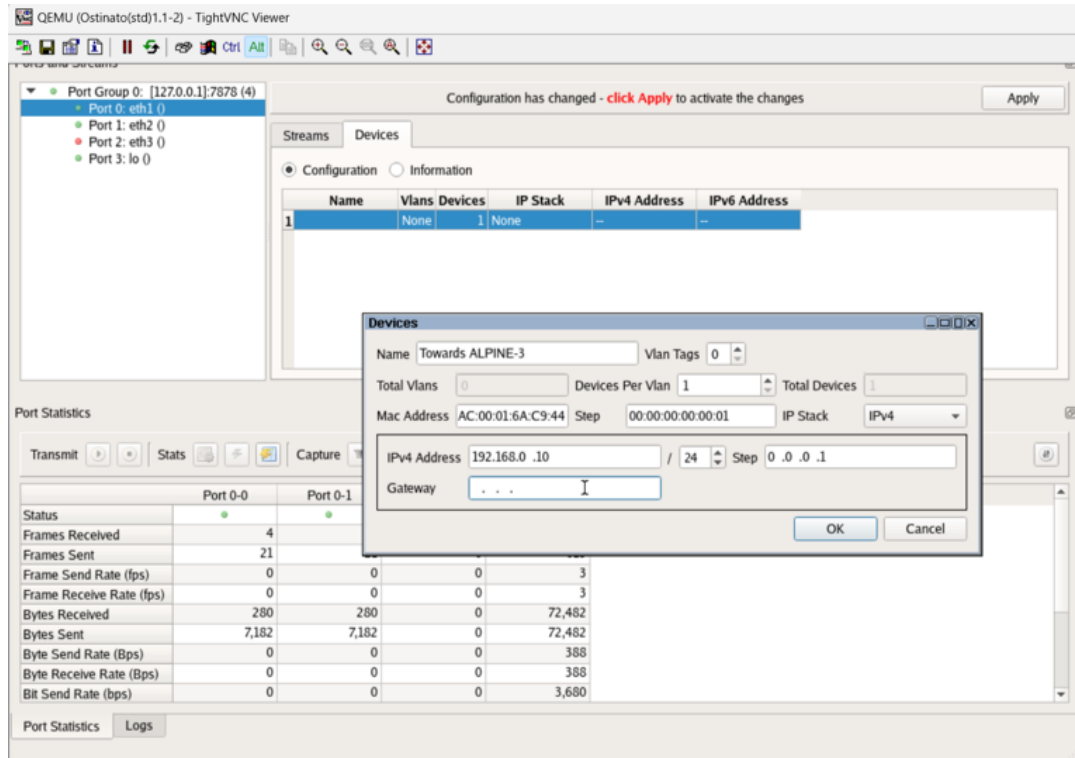 QEMU (Ostinato(std)1.1-2) - TightVNC Viewer
Ctrl Alt
Ports and Streams
Port Group 0: [127.0.0.1]:7878 (4)
Port 0: eth1 ()
Port 1: eth2 ()
Port 2: eth3 ()
Port 3: lo ()
Configuration has changed - click Apply to activate the changes
Apply
Streams Devices
Configuration Information
Name Vlans Devices IP Stack IPv4 Address IPv6 Address
1 None 1 None -- --
Devices
Name Towards ALPINE-3 Vlan Tags 0
Total Vlans 0 Devices Per Vlan 1 Total Devices 1
Mac Address AC:00:01:6A:C9:44 Step 00:00:00:00:00:01 IP Stack IPv4
IPv4 Address 192.168.0 .10 / 24 Step 0 .0 .0 .1
Gateway . . .
OK Cancel
Port Statistics
Transmit Stats Capture
Port 0-0 Port 0-1
Status
Frames Received 4
Frames Sent 21
Frame Send Rate (fps) 0 0 0 3
Frame Receive Rate (fps) 0 0 0 3
Bytes Received 280 280 0 72,482
Bytes Sent 7,182 7,182 0 72,482
Byte Send Rate (Bps) 0 0 0 388
Byte Receive Rate (Bps) 0 0 0 388
Bit Send Rate (bps) 0 0 0 3,680
Port Statistics Logs